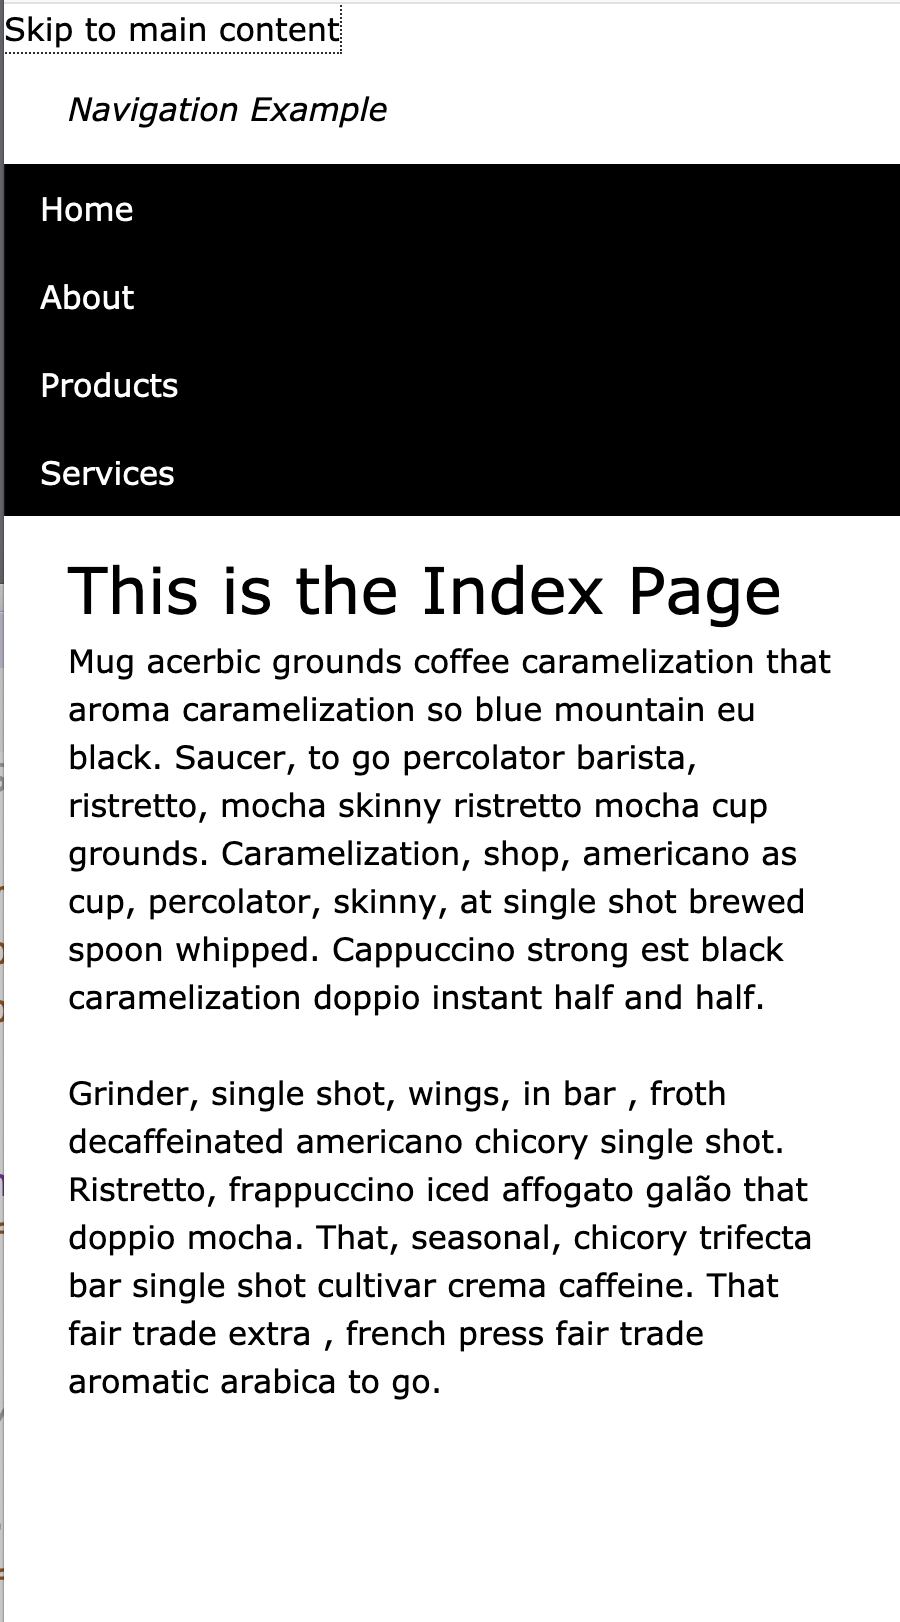 Skip to main content
Navigation Example
Home
About
Products
Services
This is the Index Page
Mug acerbic grounds coffee caramelization that
aroma caramelization so blue mountain eu
black. Saucer, to go percolator barista,
ristretto, mocha skinny ristretto mocha cup
grounds. Caramelization, shop, americano as
cup, percolator, skinny, at single shot brewed
spoon whipped. Cappuccino strong est black
caramelization doppio instant half and half.
Grinder, single shot, wings, in bar , froth
decaffeinated americano chicory single shot.
Ristretto, frappuccino iced affogato galão that
doppio mocha. That, seasonal, chicory trifecta
bar single shot cultivar crema caffeine. That
fair trade extra , french press fair trade
aromatic arabica to go.